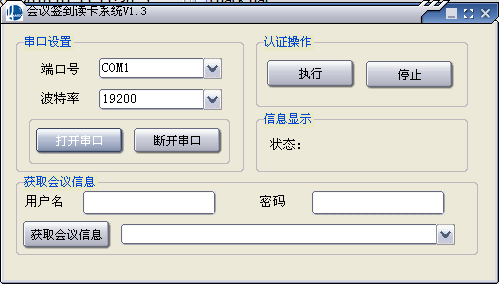 会议签到读卡系统V1.3
串口设置
端口号 COM1
波特率 19200
打开串口 断开串口
认证操作
执行 停止
信息显示
状态:
获取会议信息
用户名 密码
获取会议信息